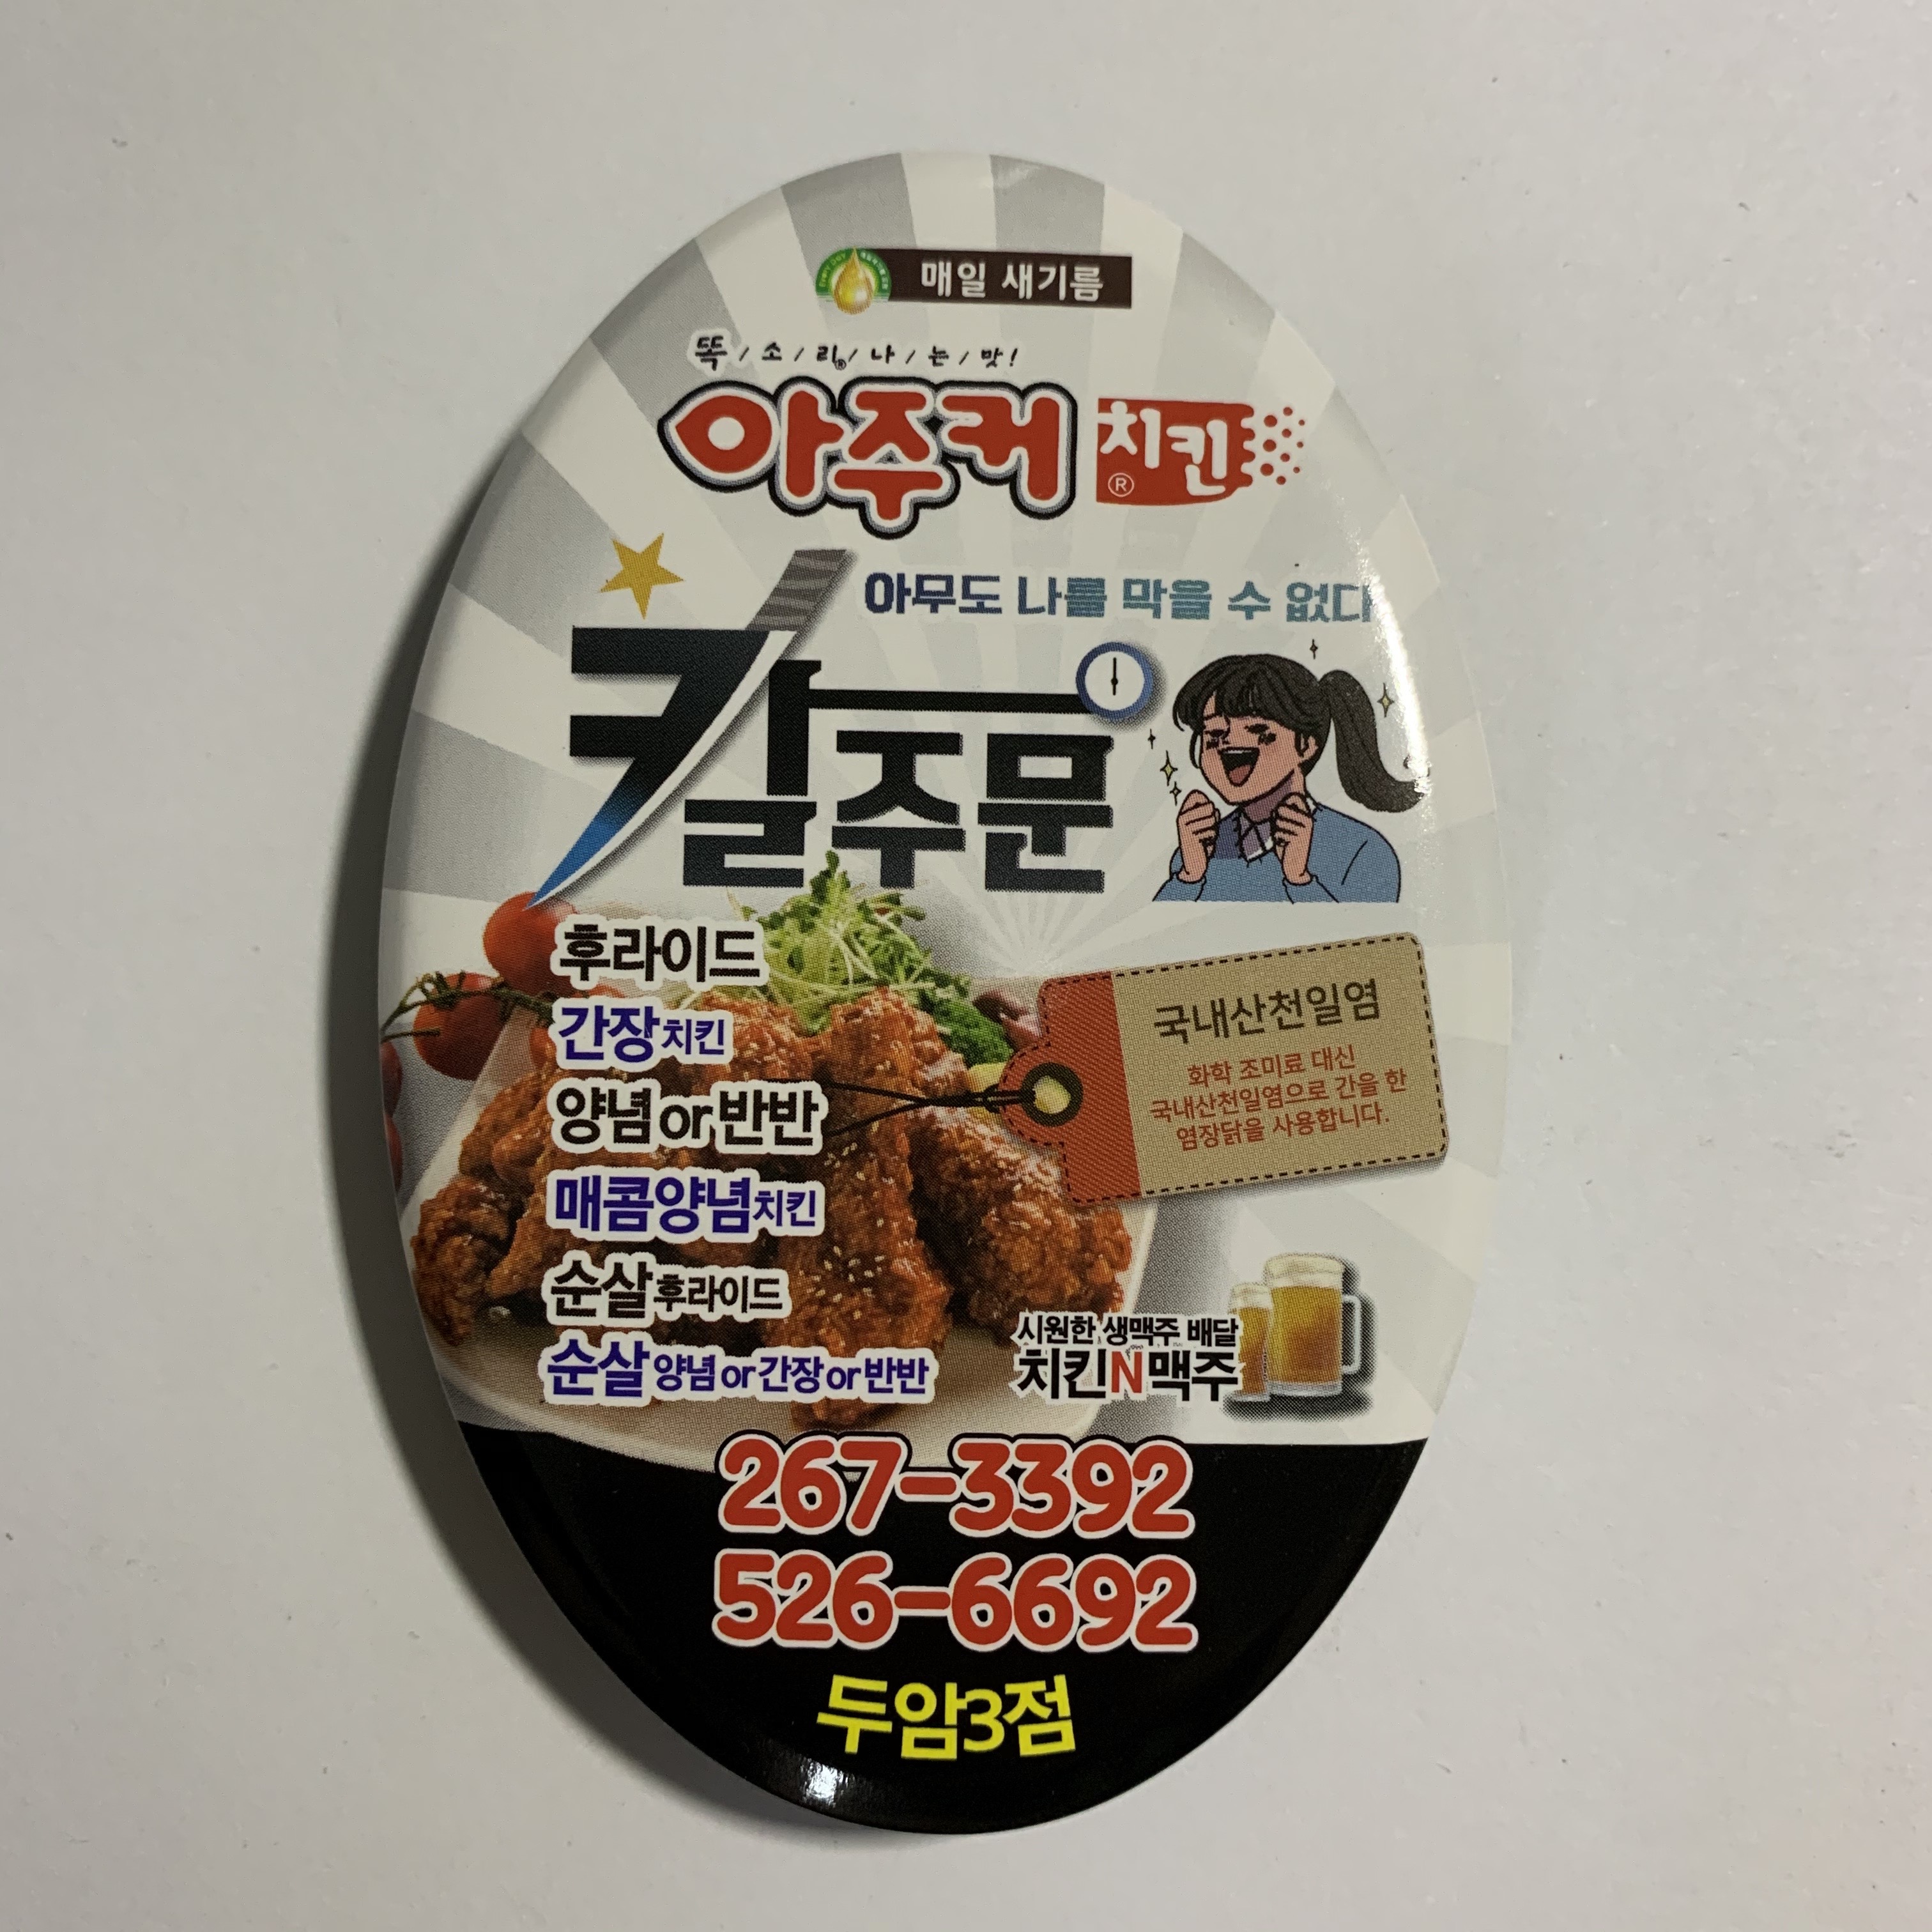 매일 새기름
똑/소/리/나/는/맛!
아주커 치킨 ®
아무도 나를 막을 수 없다
칼주문
후라이드
간장치킨
양념or반반
매콤양념치킨
순살후라이드
순살양념or간장or반반
국내산천일염
화학 조미료 대신
국내산천일염으로 간을 한
염장닭을 사용합니다.
시원한 생맥주 배달
치킨N맥주
267-3392
526-6692
두암3점